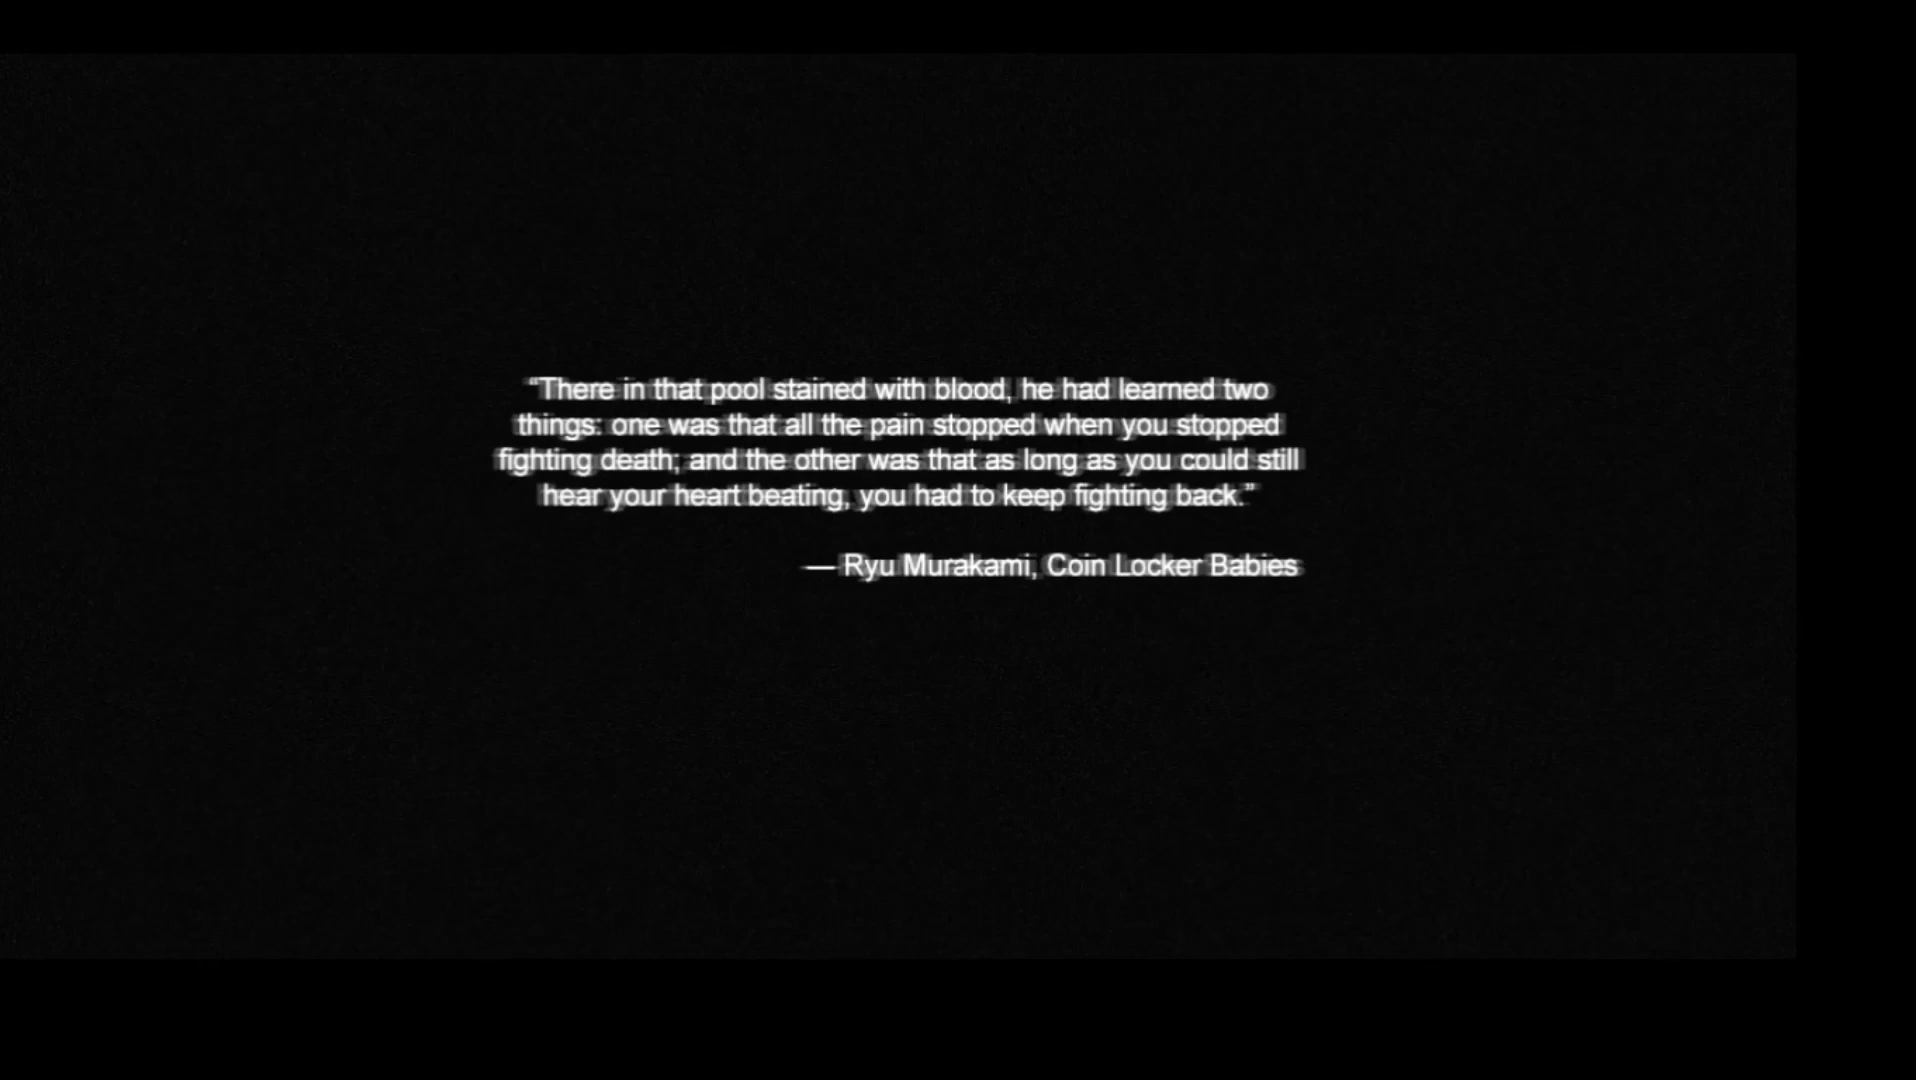 “There in that pool stained with blood, he had learned two
things: one was that all the pain stopped when you stopped
fighting death; and the other was that as long as you could still
hear your heart beating, you had to keep fighting back.”
— Ryu Murakami, Coin Locker Babies